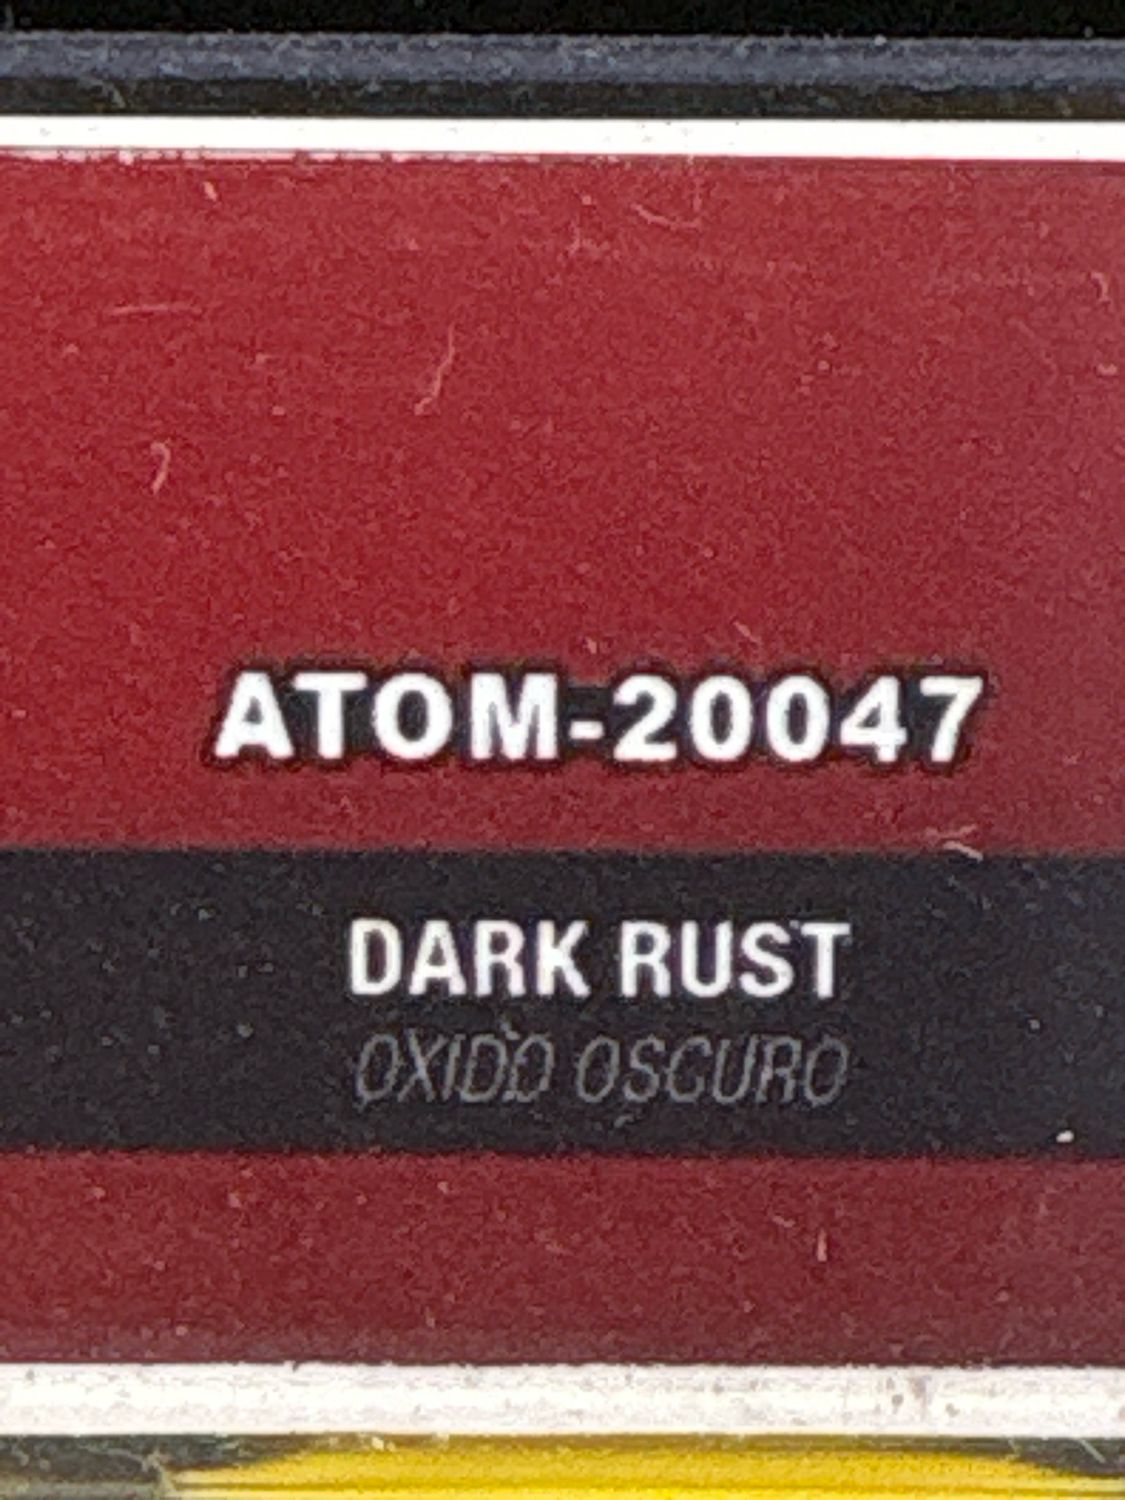 ATOM-20047
DARK RUST
OXIDO OSCURO